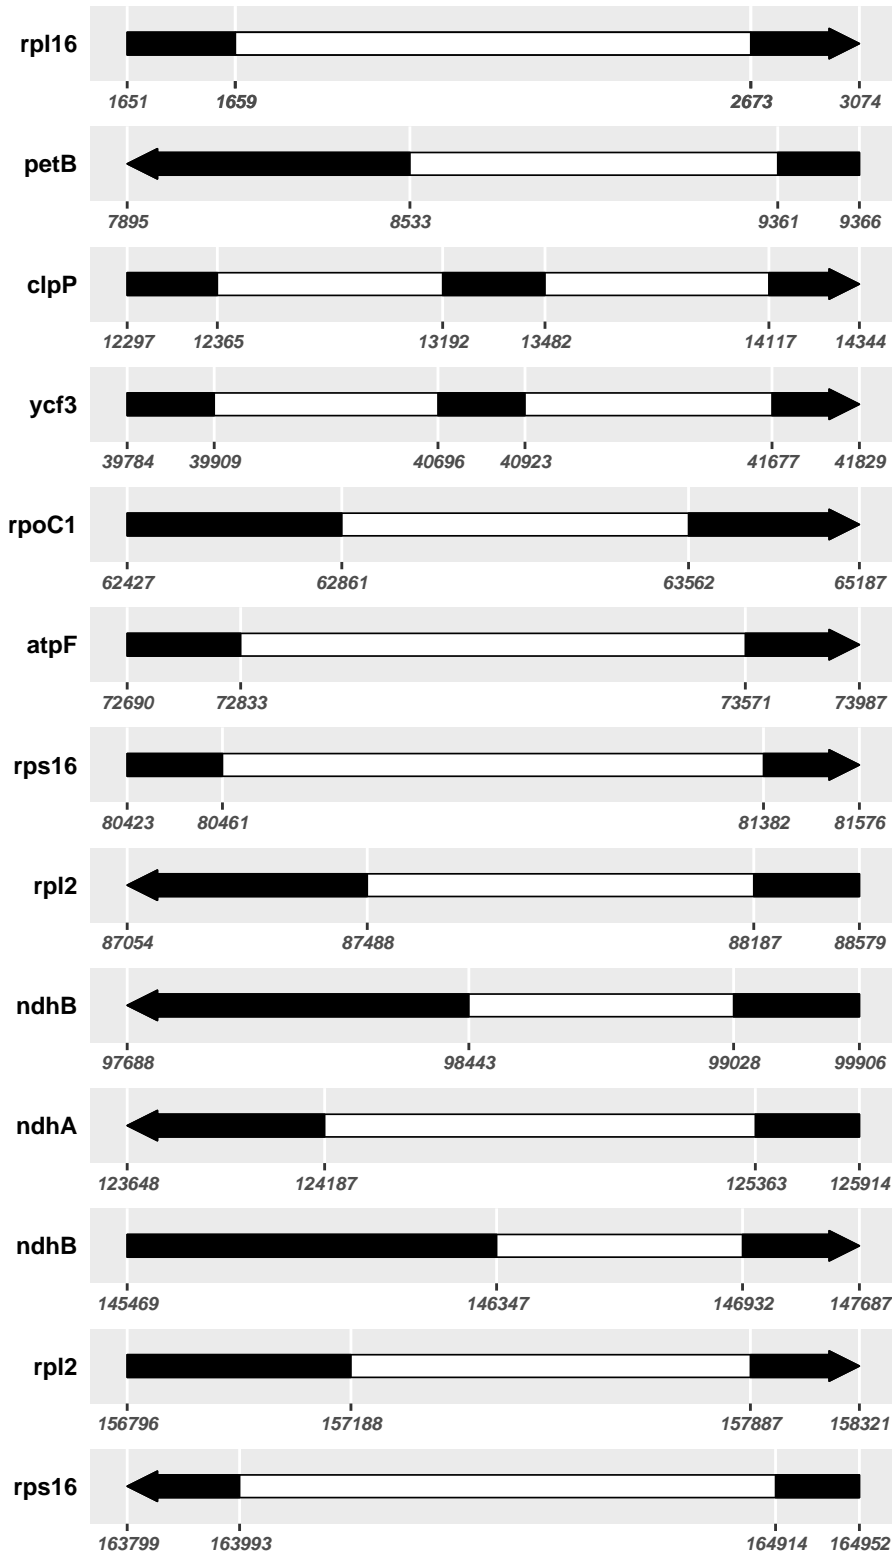 rpl16
1651 1659 2673 3074
petB
7895 8533 9361 9366
clpP
12297 12365 13192 13482 14117 14344
ycf3
39784 39909 40696 40923 41677 41829
rpoC1
62427 62861 63562 65187
atpF
72690 72833 73571 73987
rps16
80423 80461 81382 81576
rpl2
87054 87488 88187 88579
ndhB
97688 98443 99028 99906
ndhA
123648 124187 125363 125914
ndhB
145469 146347 146932 147687
rpl2
156796 157188 157887 158321
rps16
163799 163993 164914 164952